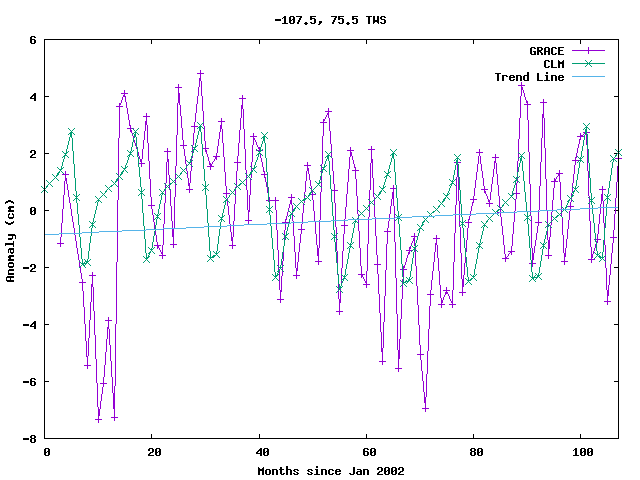 -107.5, 75.5 TWS
GRACE
CLM
Trend Line
6
4
2
0
-2
-4
-6
-8
Anomaly (cm)
0 20 40 60 80 100
Months since Jan 2002